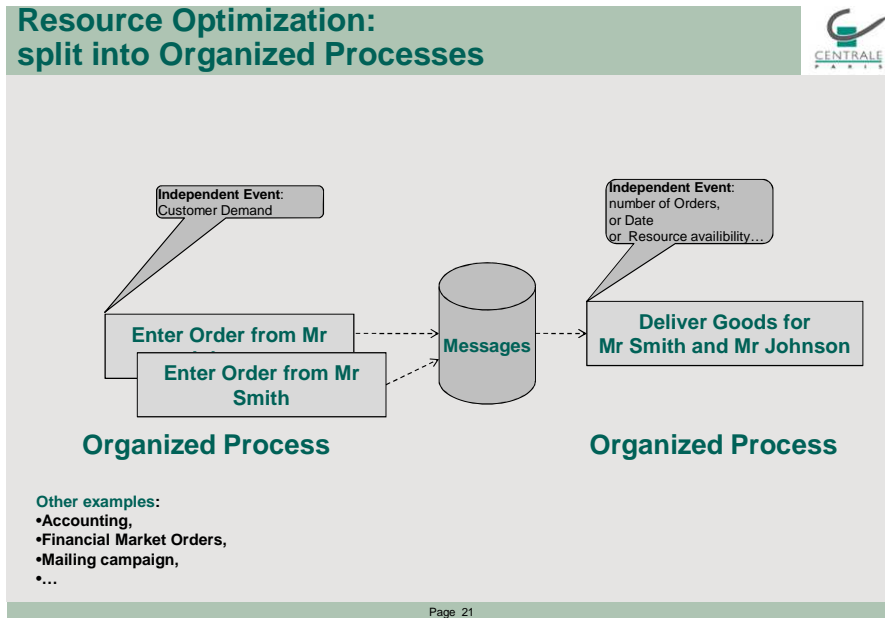 Resource Optimization:
split into Organized Processes
CENTRALE
PARIS
Independent Event:
Customer Demand
Independent Event:
number of Orders,
or Date
or Resource availibility…
Enter Order from Mr
Enter Order from Mr
Smith
Messages
Deliver Goods for
Mr Smith and Mr Johnson
Organized Process
Organized Process
Other examples:
•Accounting,
•Financial Market Orders,
•Mailing campaign,
•…
Page 21